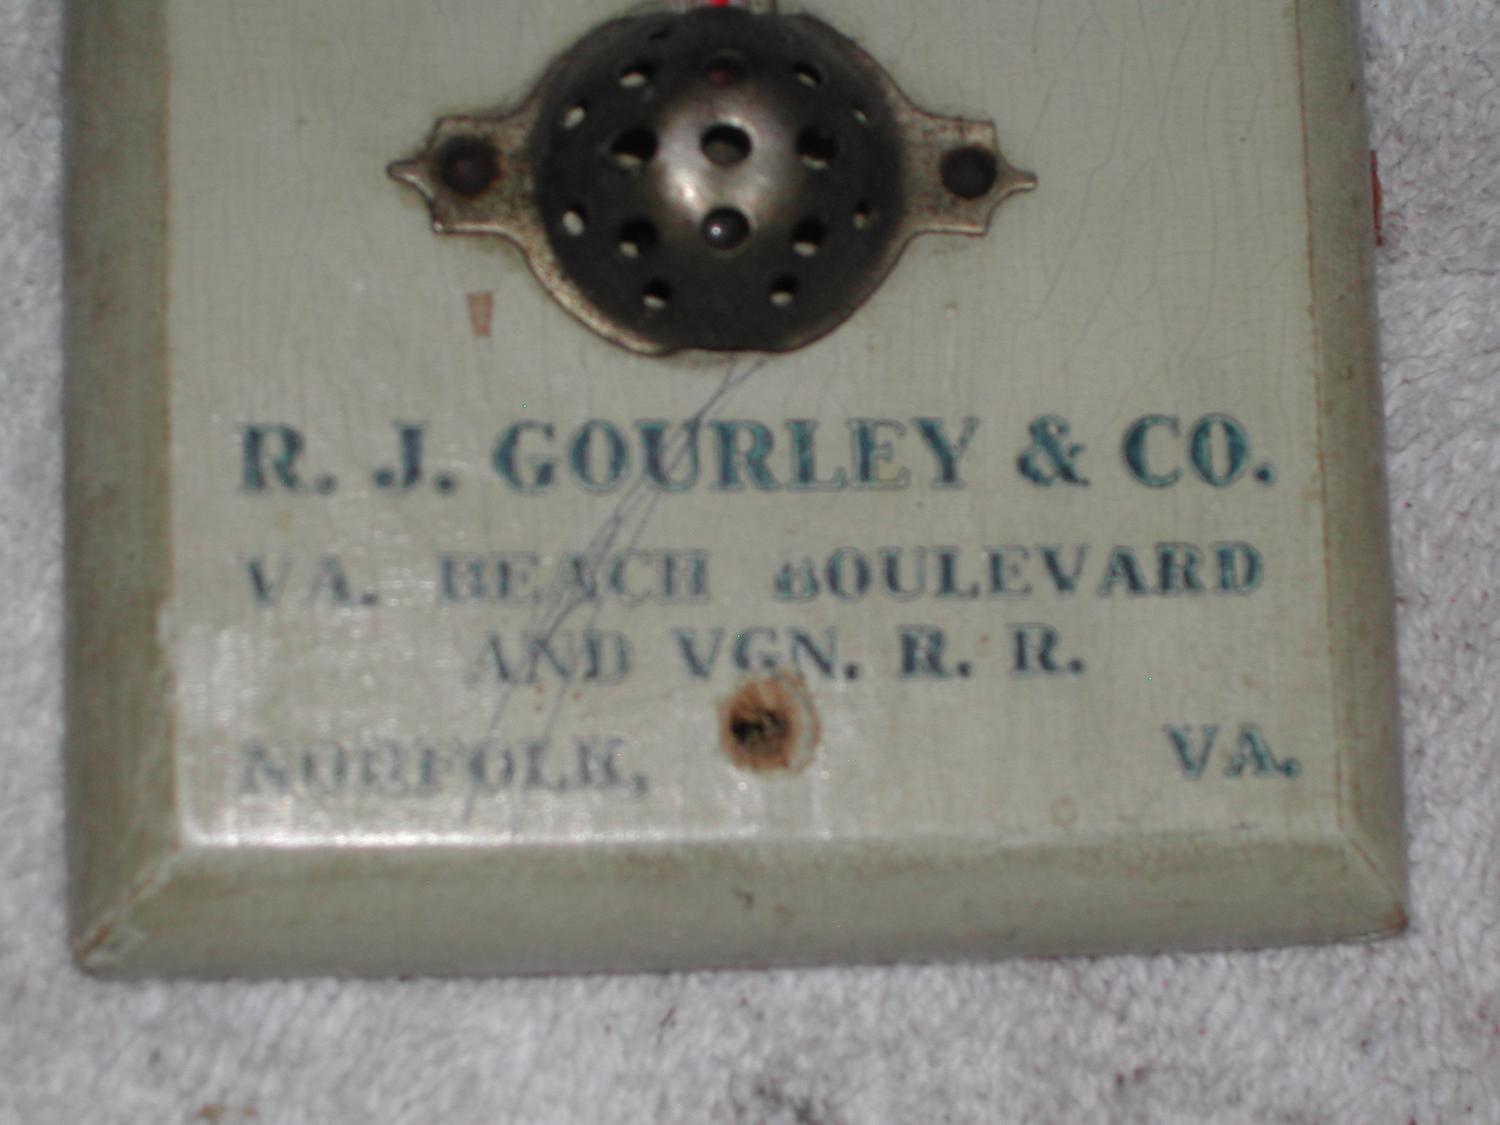 R. J. GOURLEY & CO.
VA. BEACH BOULEVARD
AND VGN. R. R.
NORFOLK, VA.